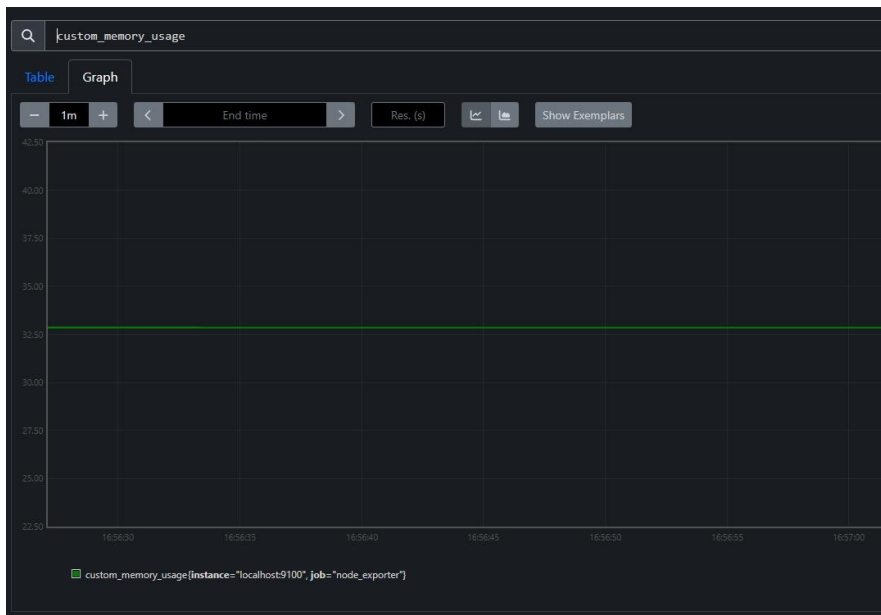 custom_memory_usage
Table Graph
1m End time Res. (s) Show Exemplars
42.50
40.00
37.50
35.00
32.50
30.00
27.50
25.00
22.50
16:56:30 16:56:35 16:56:40 16:56:45 16:56:50 16:56:55 16:57:00
custom_memory_usage{instance="localhost:9100", job="node_exporter"}